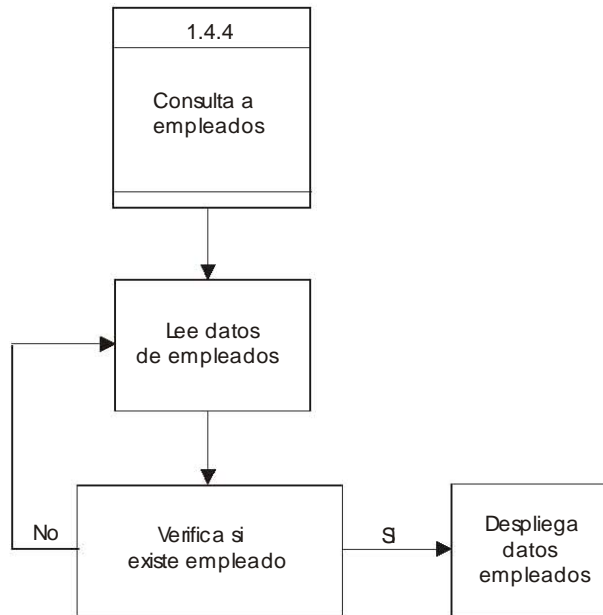 1.4.4
Consulta a
empleados
Lee datos
de empleados
No
Verifica si
existe empleado
Si
Despliega
datos
empleados